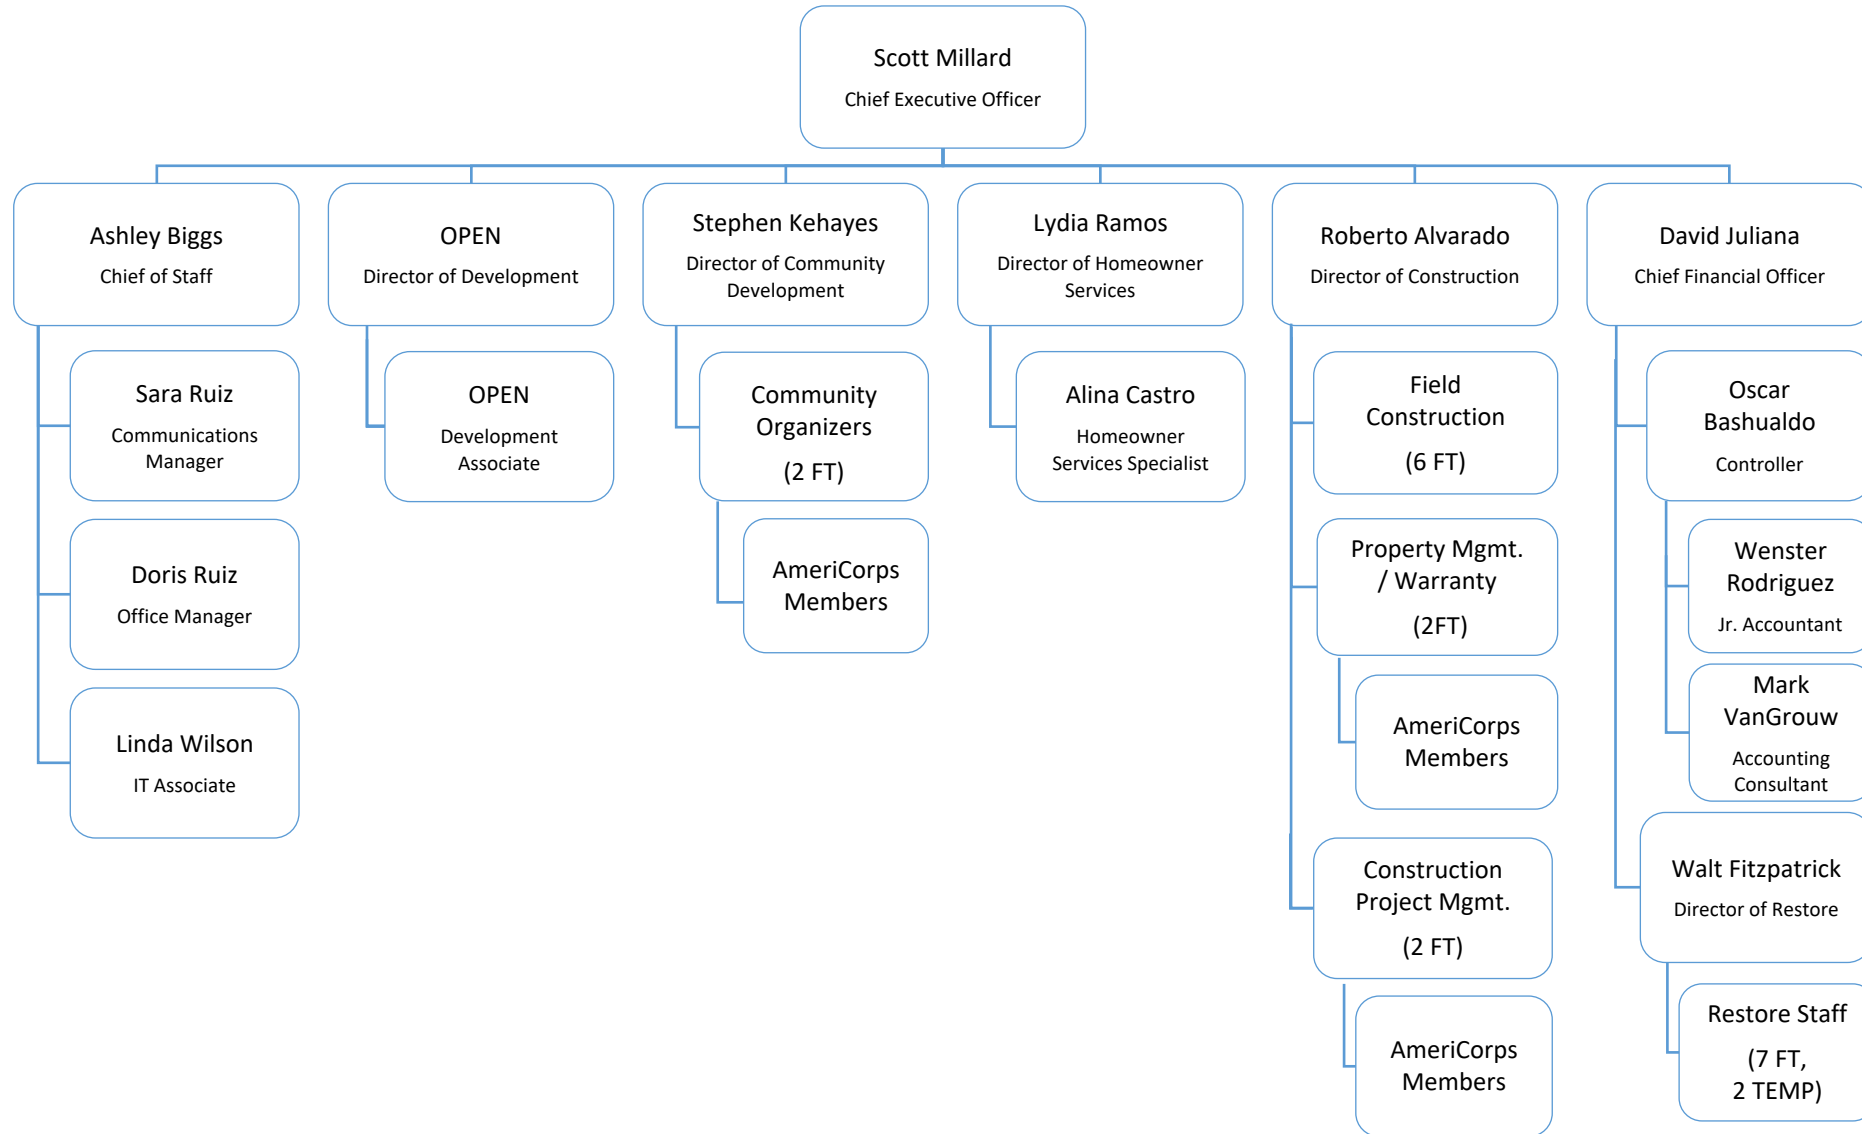 Scott Millard
Chief Executive Officer
Ashley Biggs
Chief of Staff
Sara Ruiz
Communications
Manager
Doris Ruiz
Office Manager
Linda Wilson
IT Associate
OPEN
Director of Development
OPEN
Development
Associate
Stephen Kehayes
Director of Community
Development
Community
Organizers
(2 FT)
AmeriCorps
Members
Lydia Ramos
Director of Homeowner
Services
Alina Castro
Homeowner
Services Specialist
Roberto Alvarado
Director of Construction
Field
Construction
(6 FT)
Property Mgmt.
/ Warranty
(2FT)
AmeriCorps
Members
Construction
Project Mgmt.
(2 FT)
AmeriCorps
Members
David Juliana
Chief Financial Officer
Oscar
Bashualdo
Controller
Wenster
Rodriguez
Jr. Accountant
Mark
VanGrouw
Accounting
Consultant
Walt Fitzpatrick
Director of Restore
Restore Staff
(7 FT,
2 TEMP)